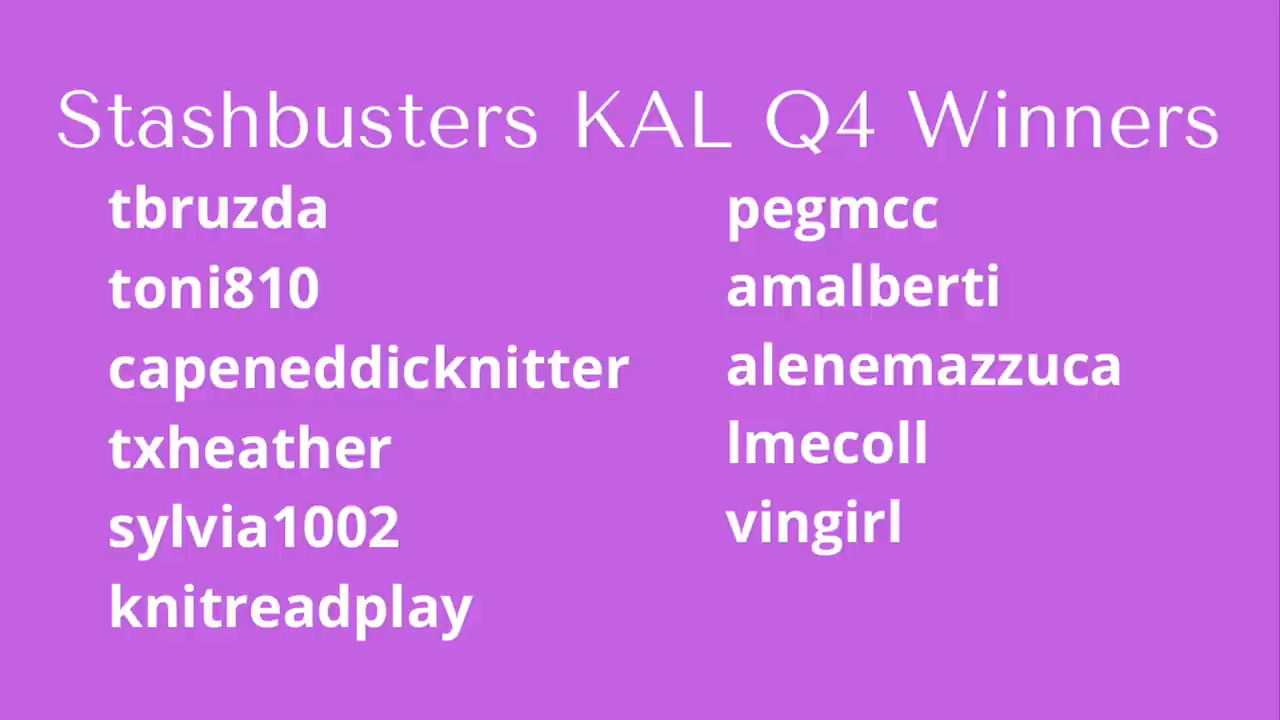 Stashbusters KAL Q4 Winners
tbruzda
toni810
capeneddicknitter
txheather
sylvia1002
knitreadplay
pegmcc
amalberti
alenemazzuca
lmecoll
vingirl